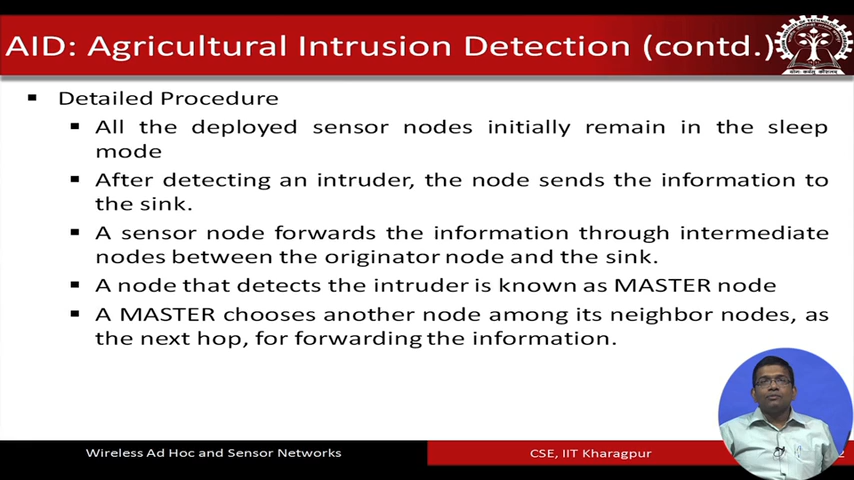 AID: Agricultural Intrusion Detection (contd.)
Detailed Procedure
All the deployed sensor nodes initially remain in the sleep
mode
After detecting an intruder, the node sends the information to
the sink.
A sensor node forwards the information through intermediate
nodes between the originator node and the sink.
A node that detects the intruder is known as MASTER node
A MASTER chooses another node among its neighbor nodes, as
the next hop, for forwarding the information.
Wireless Ad Hoc and Sensor Networks
CSE, IIT Kharagpur
2